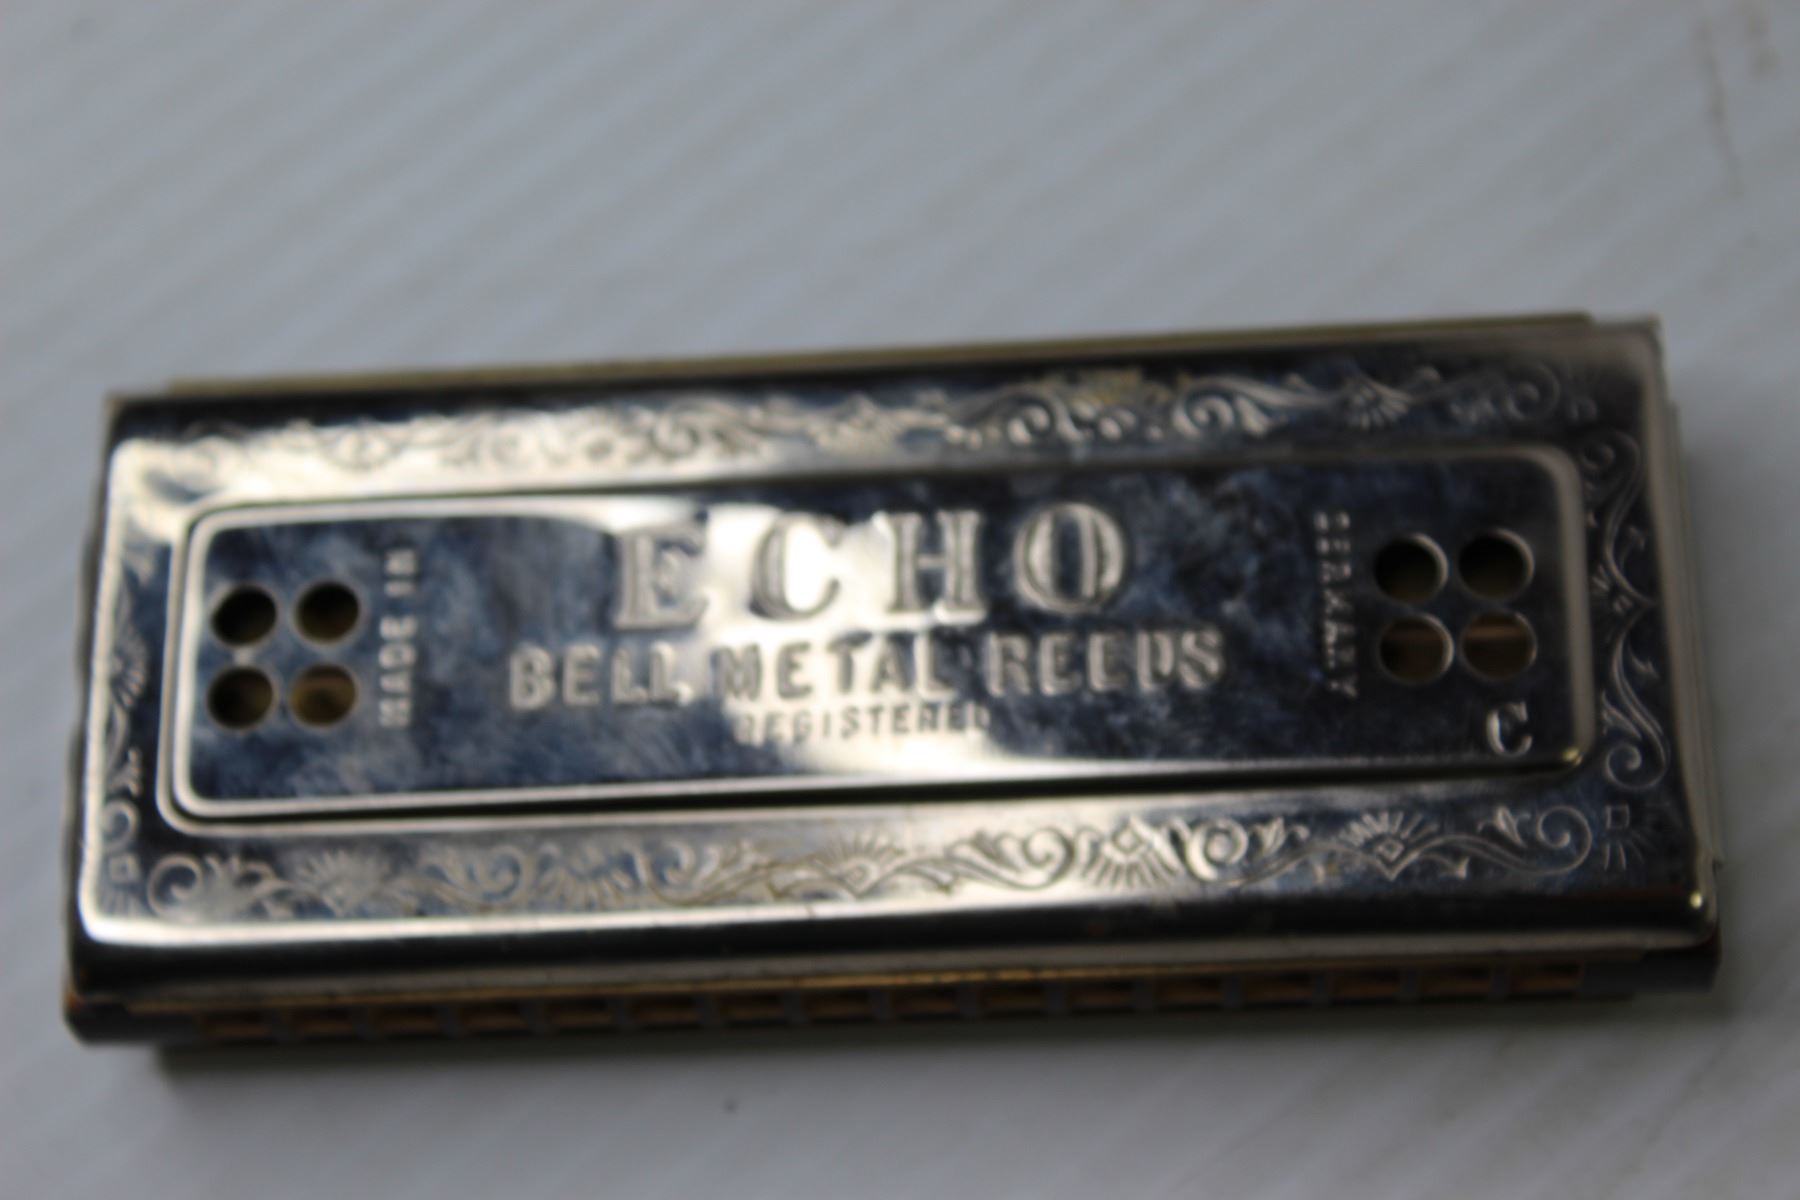 MADE IN
ECHO
BELL METAL REEDS
REGISTERED
GERMANY
C